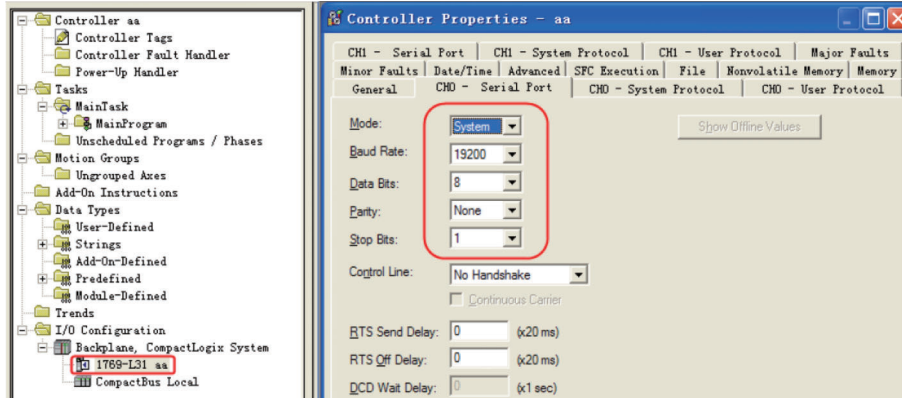 Controller aa
Controller Tags
Controller Fault Handler
Power-Up Handler
Tasks
MainTask
MainProgram
Unscheduled Programs / Phases
Motion Groups
Ungrouped Axes
Add-On Instructions
Data Types
User-Defined
Strings
Add-On-Defined
Predefined
Module-Defined
Trends
I/O Configuration
Backplane, CompactLogix System
1769-L31 aa
CompactBus Local
Controller Properties - aa
CH1 - Serial Port CH1 - System Protocol CH1 - User Protocol Major Faults
Minor Faults Date/Time Advanced SFC Execution File Nonvolatile Memory Memory
General CH0 - Serial Port CH0 - System Protocol CH0 - User Protocol
Mode: System Show Offline Values
Baud Rate: 19200
Data Bits: 8
Parity: None
Stop Bits: 1
Control Line: No Handshake
Continuous Carrier
RTS Send Delay: 0 (x20 ms)
RTS Off Delay: 0 (x20 ms)
DCD Wait Delay: 0 (x1 sec)